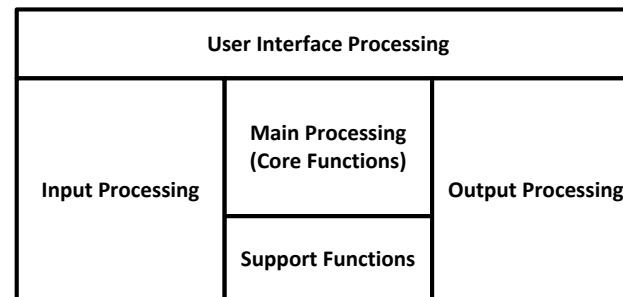 User Interface Processing
Main Processing
(Core Functions)
Input Processing
Output Processing
Support Functions